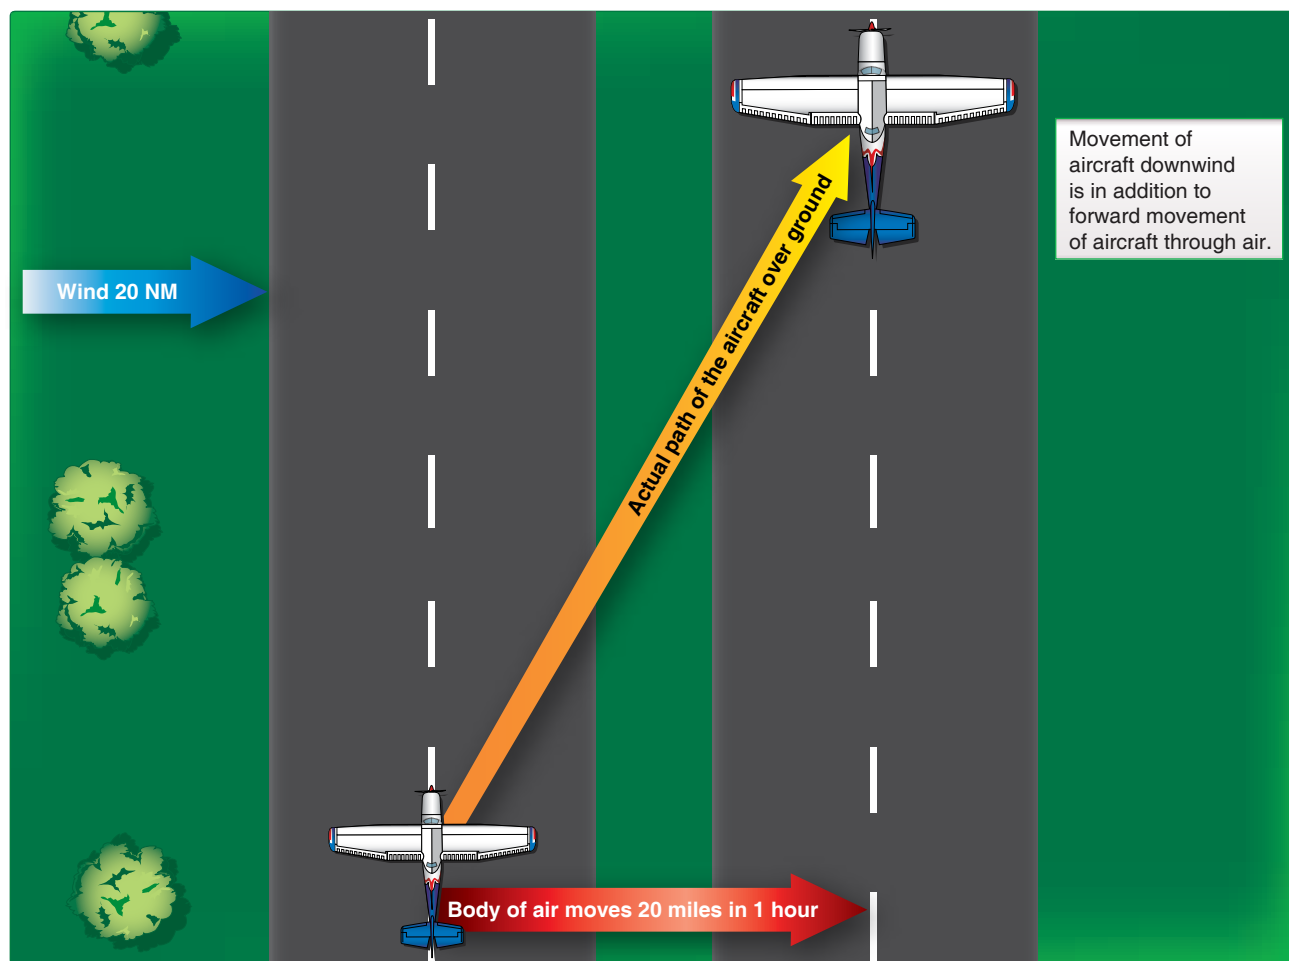 Movement of
aircraft downwind
is in addition to
forward movement
of aircraft through air.
Wind 20 NM
Actual path of the aircraft over ground
Body of air moves 20 miles in 1 hour